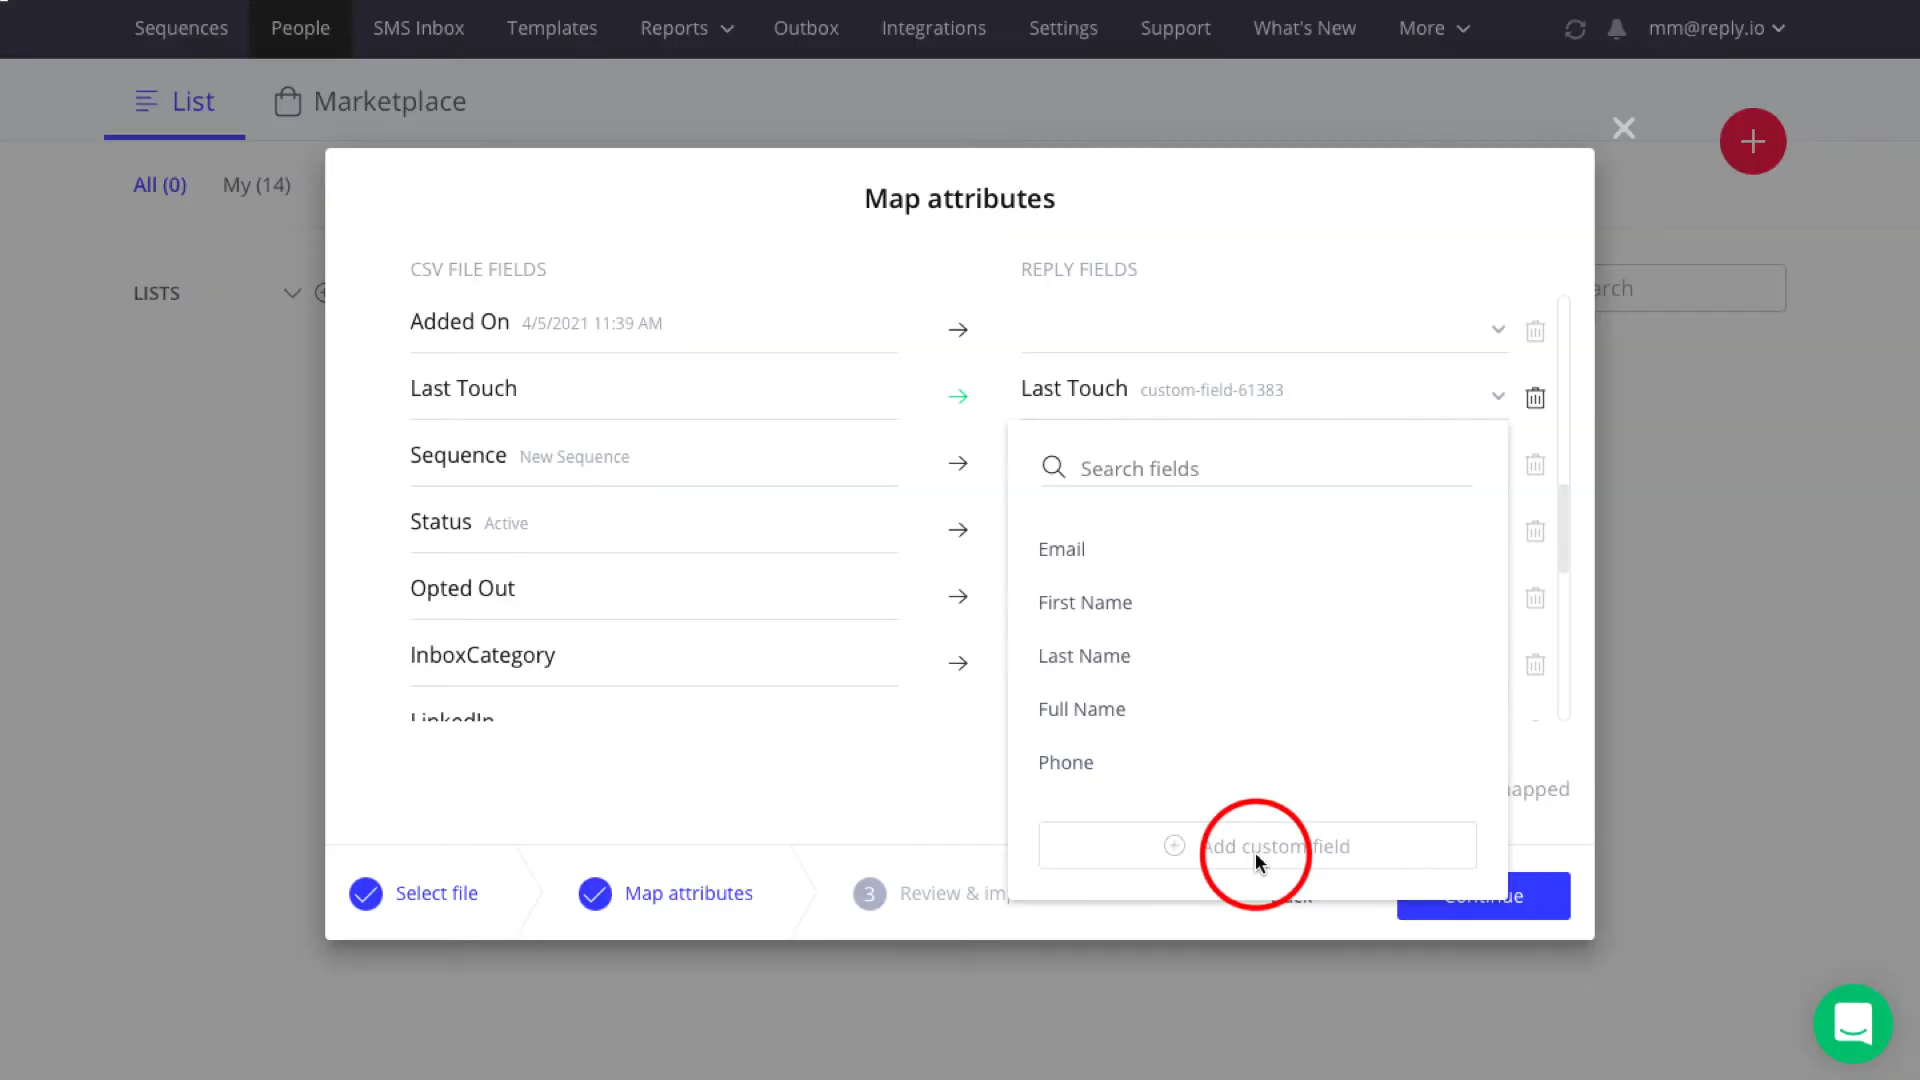 Sequences People SMS Inbox Templates Reports Outbox Integrations Settings Support What's New More mm@reply.io
List Marketplace
All (0) My (14)
Map attributes
CSV FILE FIELDS REPLY FIELDS
LISTS
Added On 4/5/2021 11:39 AM
Last Touch Last Touch custom-field-61383
Sequence New Sequence
Search fields
Status Active
Email
Opted Out
First Name
InboxCategory
Last Name
LinkedIn
Full Name
Phone
Add custom field
Select file Map attributes 3 Review & im
Continue